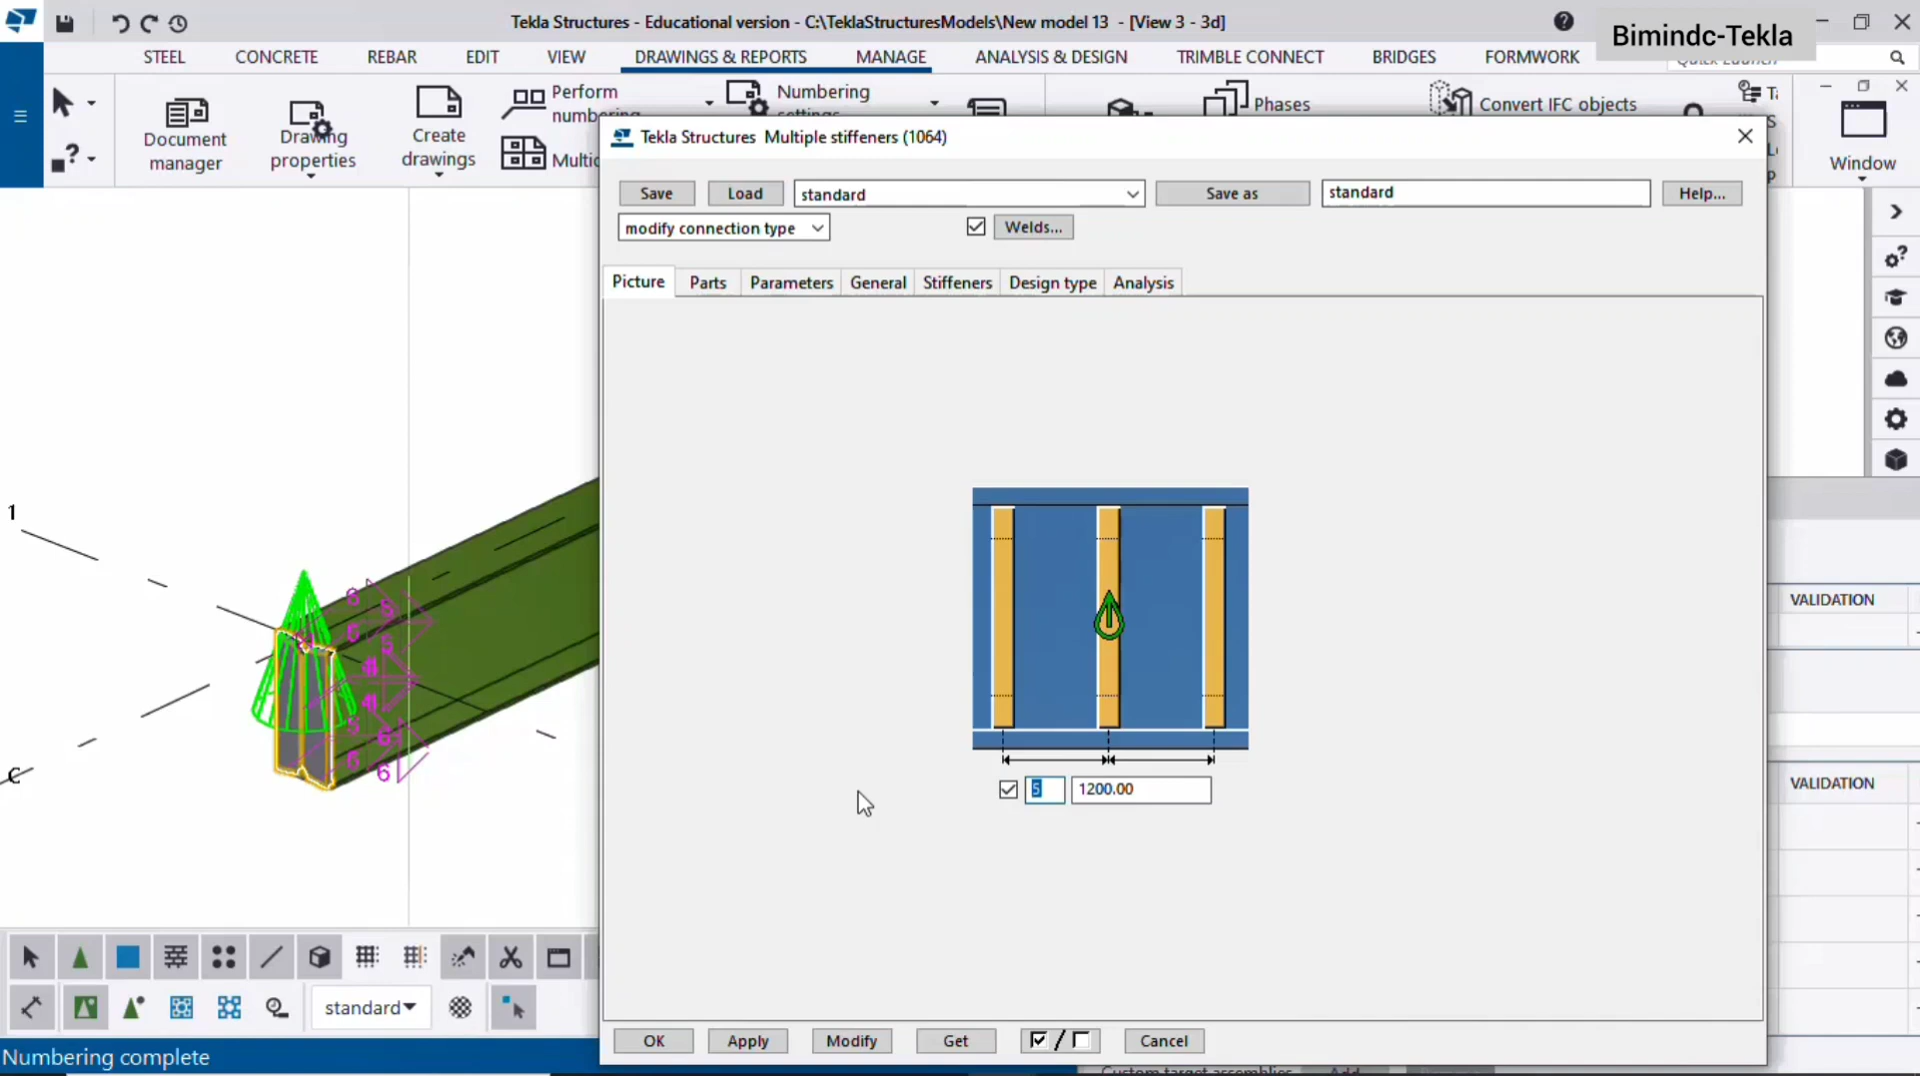 Tekla Structures - Educational version - C:\TeklaStructuresModels\New model 13 - [View 3 - 3d]
Bimindc-Tekla
STEEL CONCRETE REBAR EDIT VIEW DRAWINGS & REPORTS MANAGE ANALYSIS & DESIGN TRIMBLE CONNECT BRIDGES FORMWORK
Document manager
Drawing properties
Create drawings
Perform
Numbering
Phases
Convert IFC objects
Window
Tekla Structures Multiple stiffeners (1064)
Save Load standard Save as standard Help...
modify connection type Welds...
Picture Parts Parameters General Stiffeners Design type Analysis
1
C
5 1200.00
VALIDATION
VALIDATION
standard
OK Apply Modify Get / Cancel
Numbering complete